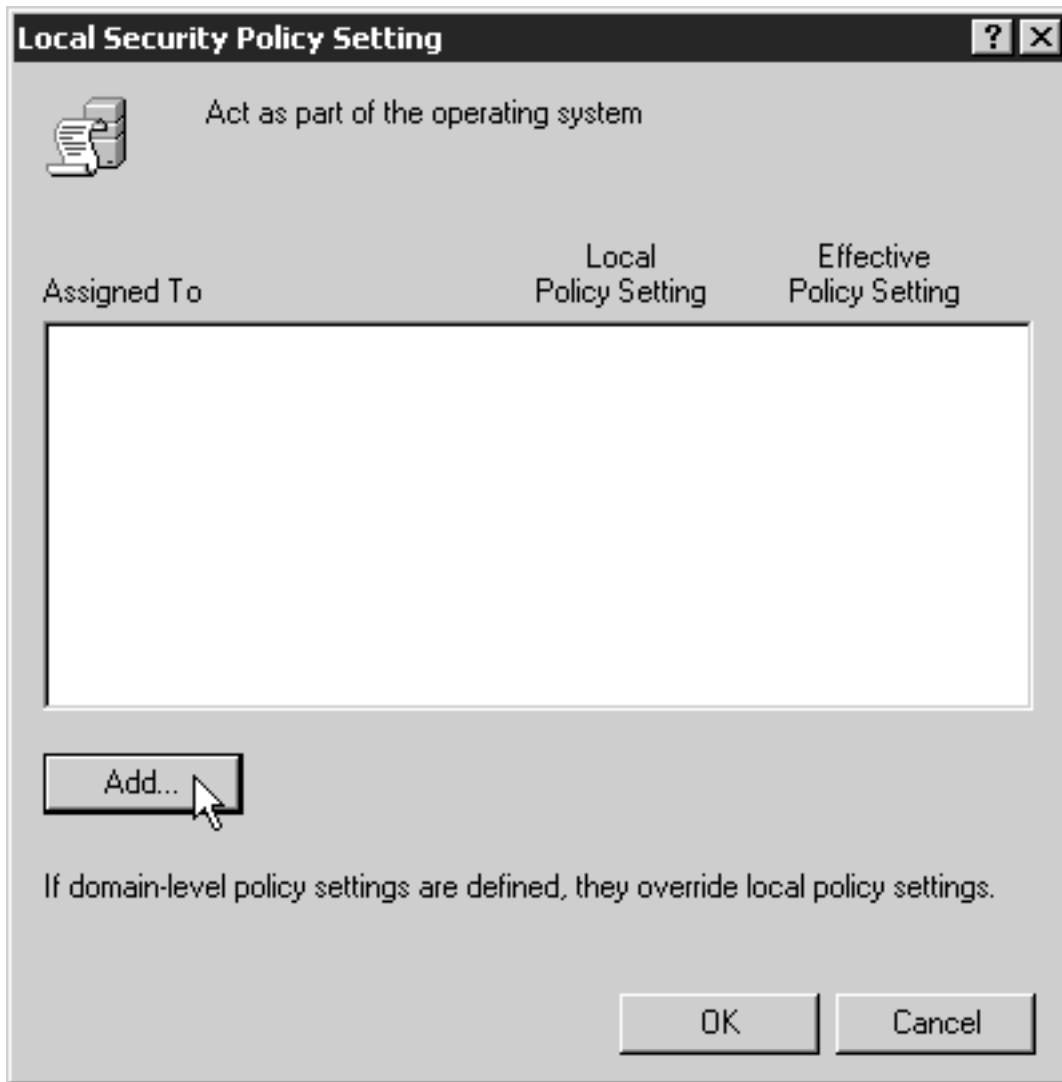 Local Security Policy Setting
?
Act as part of the operating system
Local Effective
Assigned To Policy Setting Policy Setting
Add...
If domain-level policy settings are defined, they override local policy settings.
OK Cancel